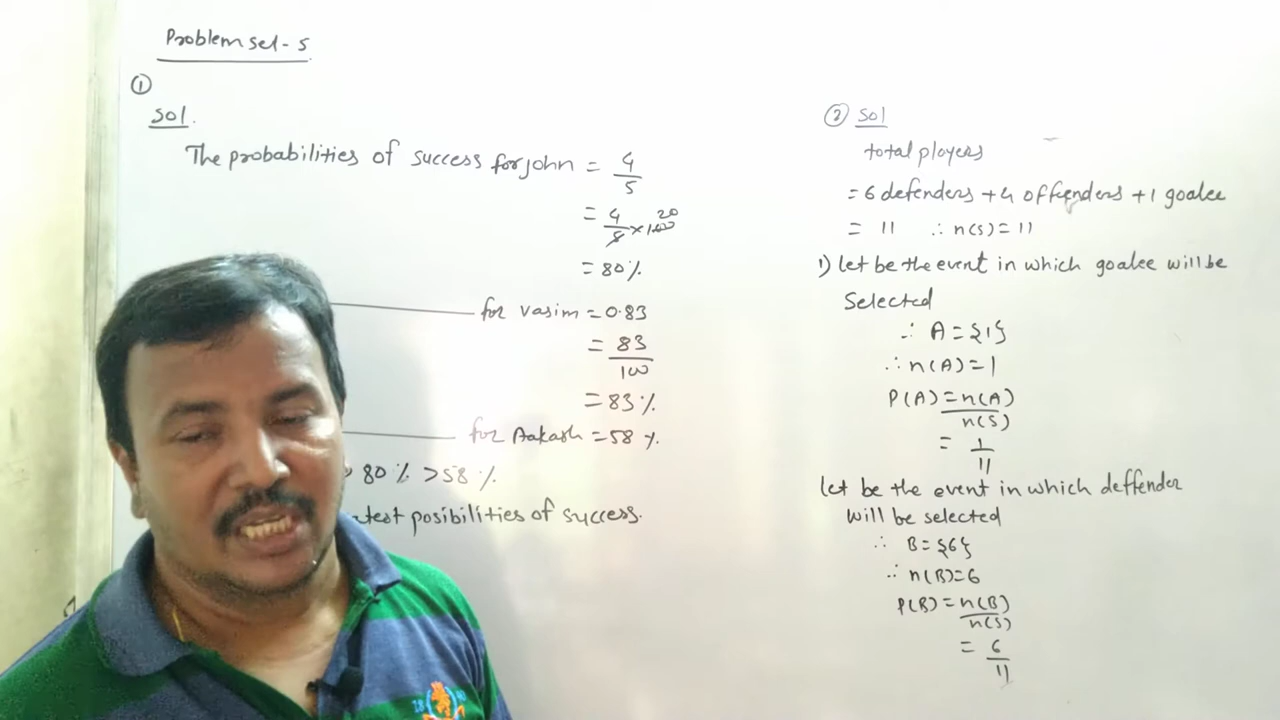 Problem set - 5
①
Sol.
The probabilities of success for john = 4/5
= 4/5 × 100 20
= 80%
for vasim = 0.83
= 83/100
= 83%
for Aakash = 58 %.
80 % > 58 %.
test posibilities of success.
② Sol
total players
= 6 defenders + 4 offenders + 1 goalee
= 11 ∴ n(s) = 11
1) let be the event in which goalee will be
Selected
∴ A = {1}
∴ n(A) = 1
P(A) = n(A)/n(S)
= 1/11
let be the event in which deffender
will be selected
∴ B = {6}
∴ n(B) = 6
P(B) = n(B)/n(S)
= 6/11
18